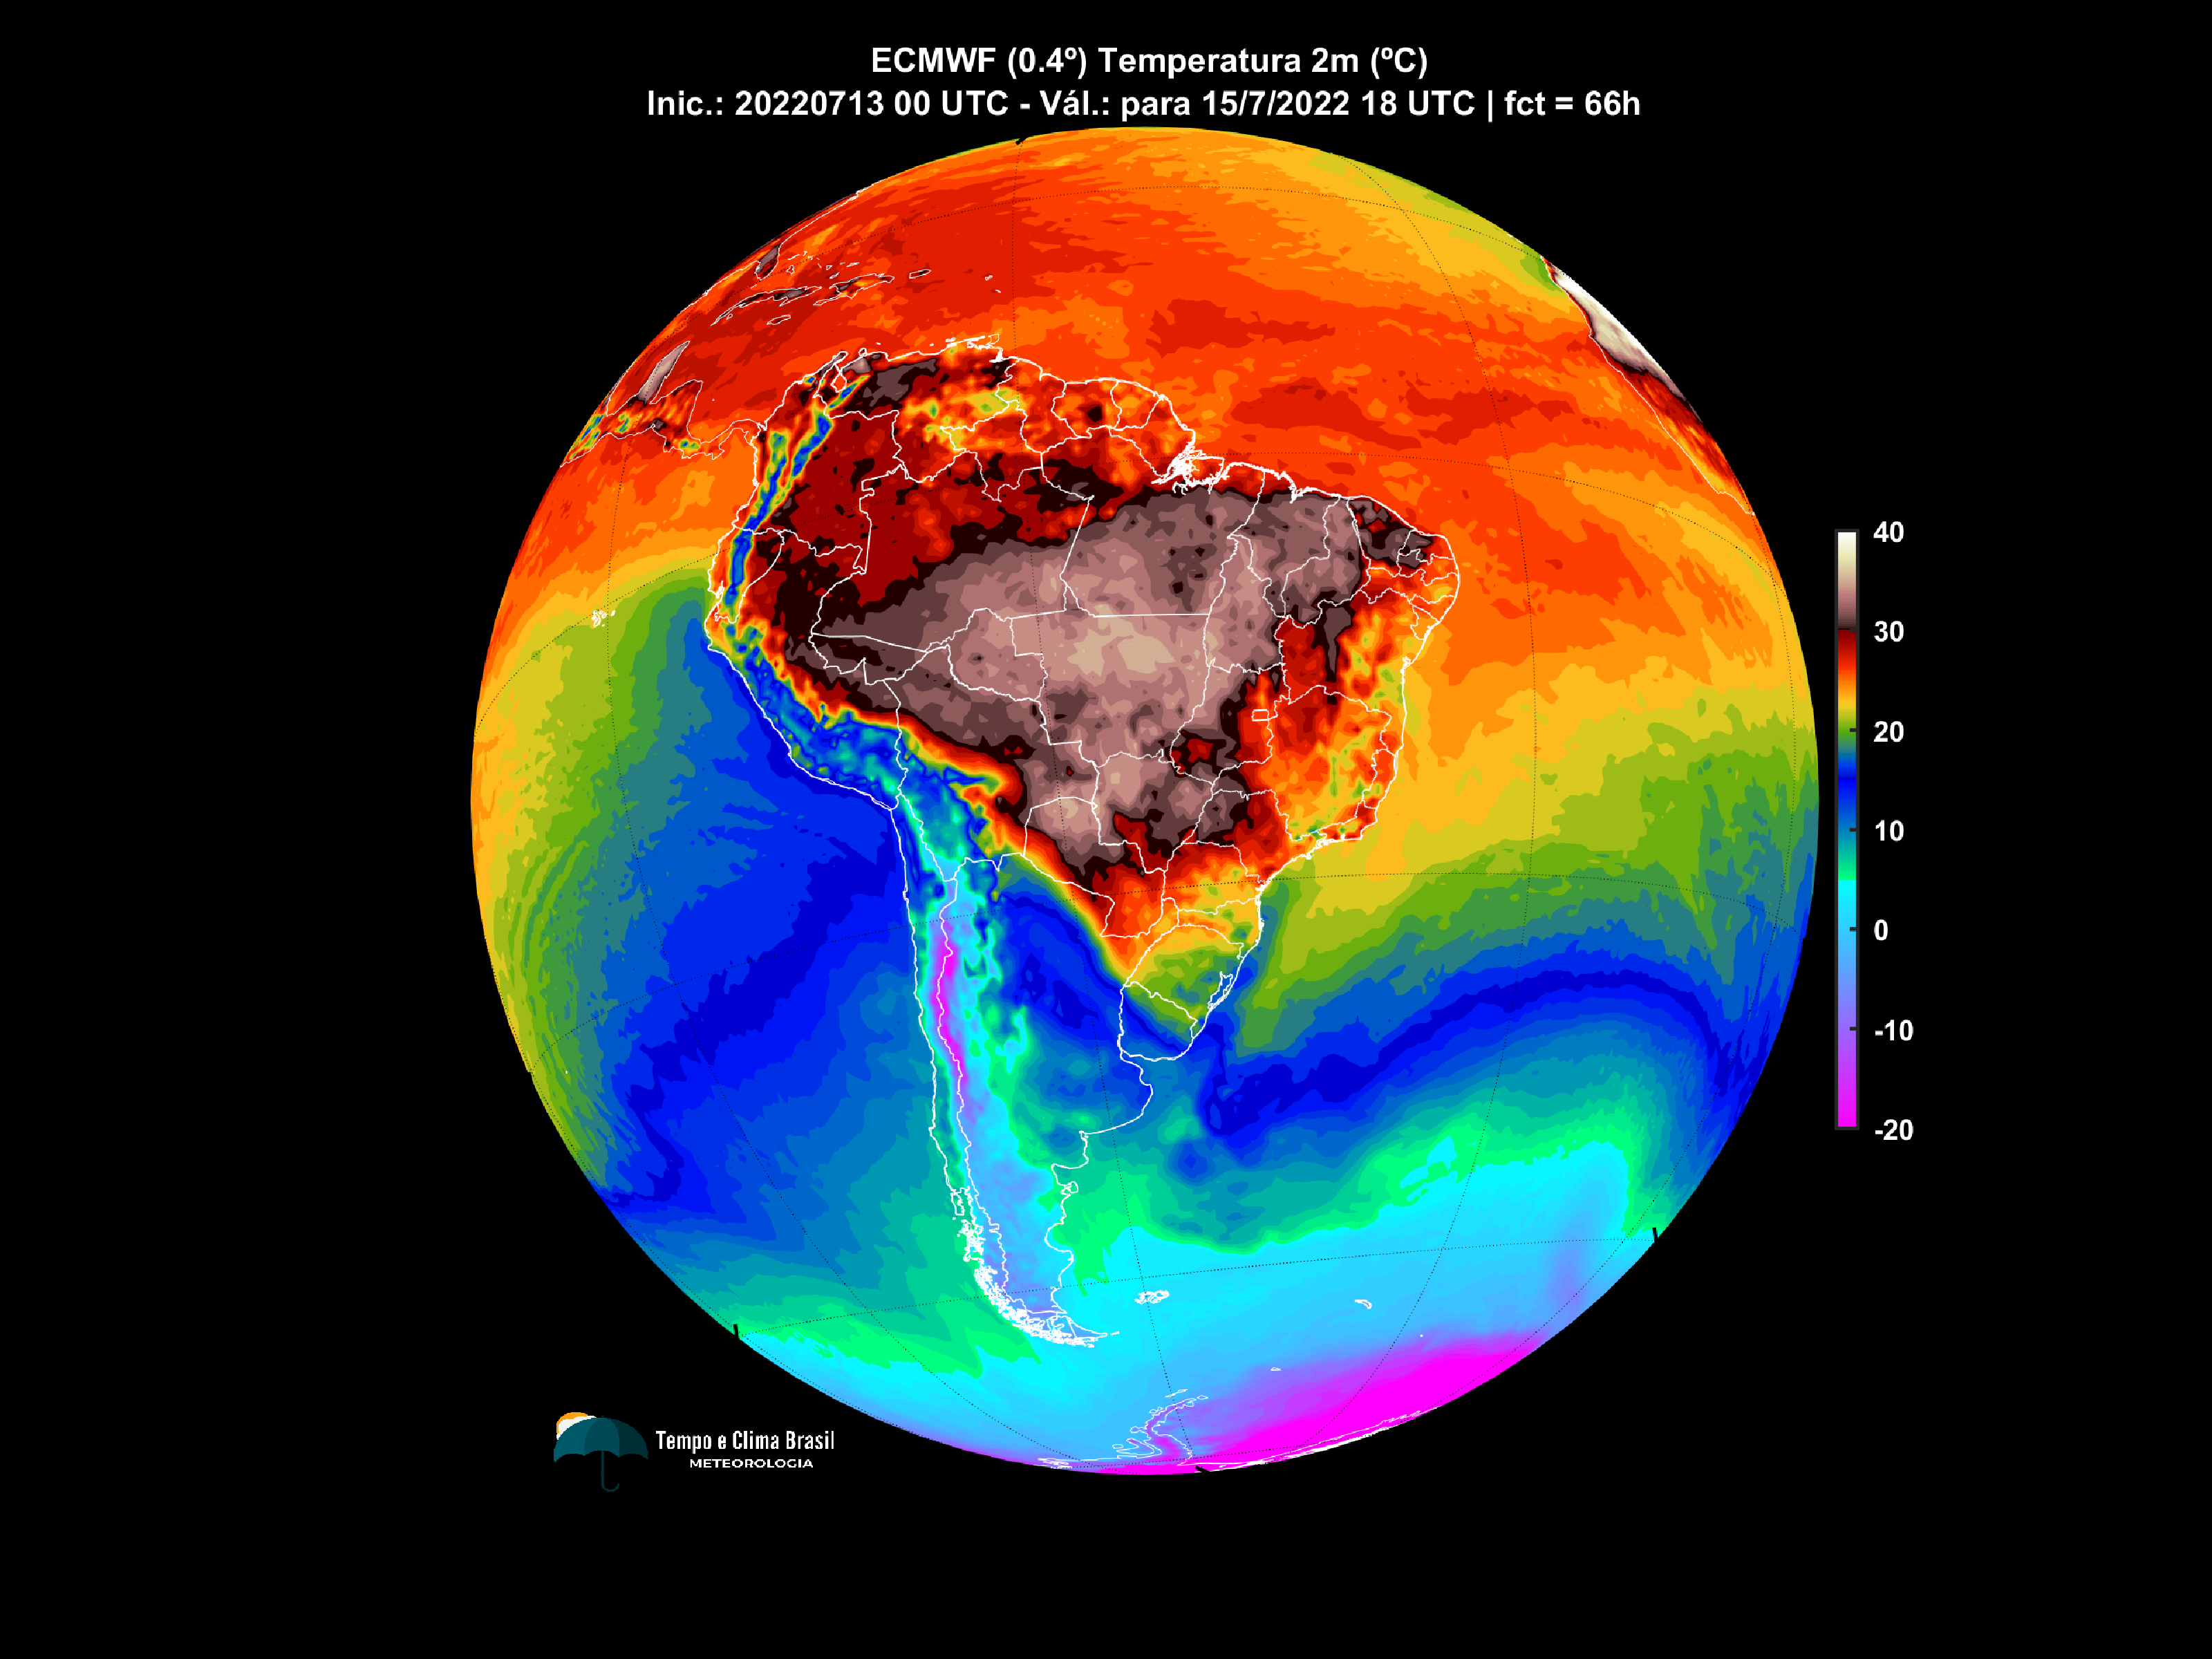 ECMWF (0.4º) Temperatura 2m (ºC)
Inic.: 20220713 00 UTC - Vál.: para 15/7/2022 18 UTC | fct = 66h
40
30
20
10
0
-10
-20
Tempo e Clima Brasil
METEOROLOGIA